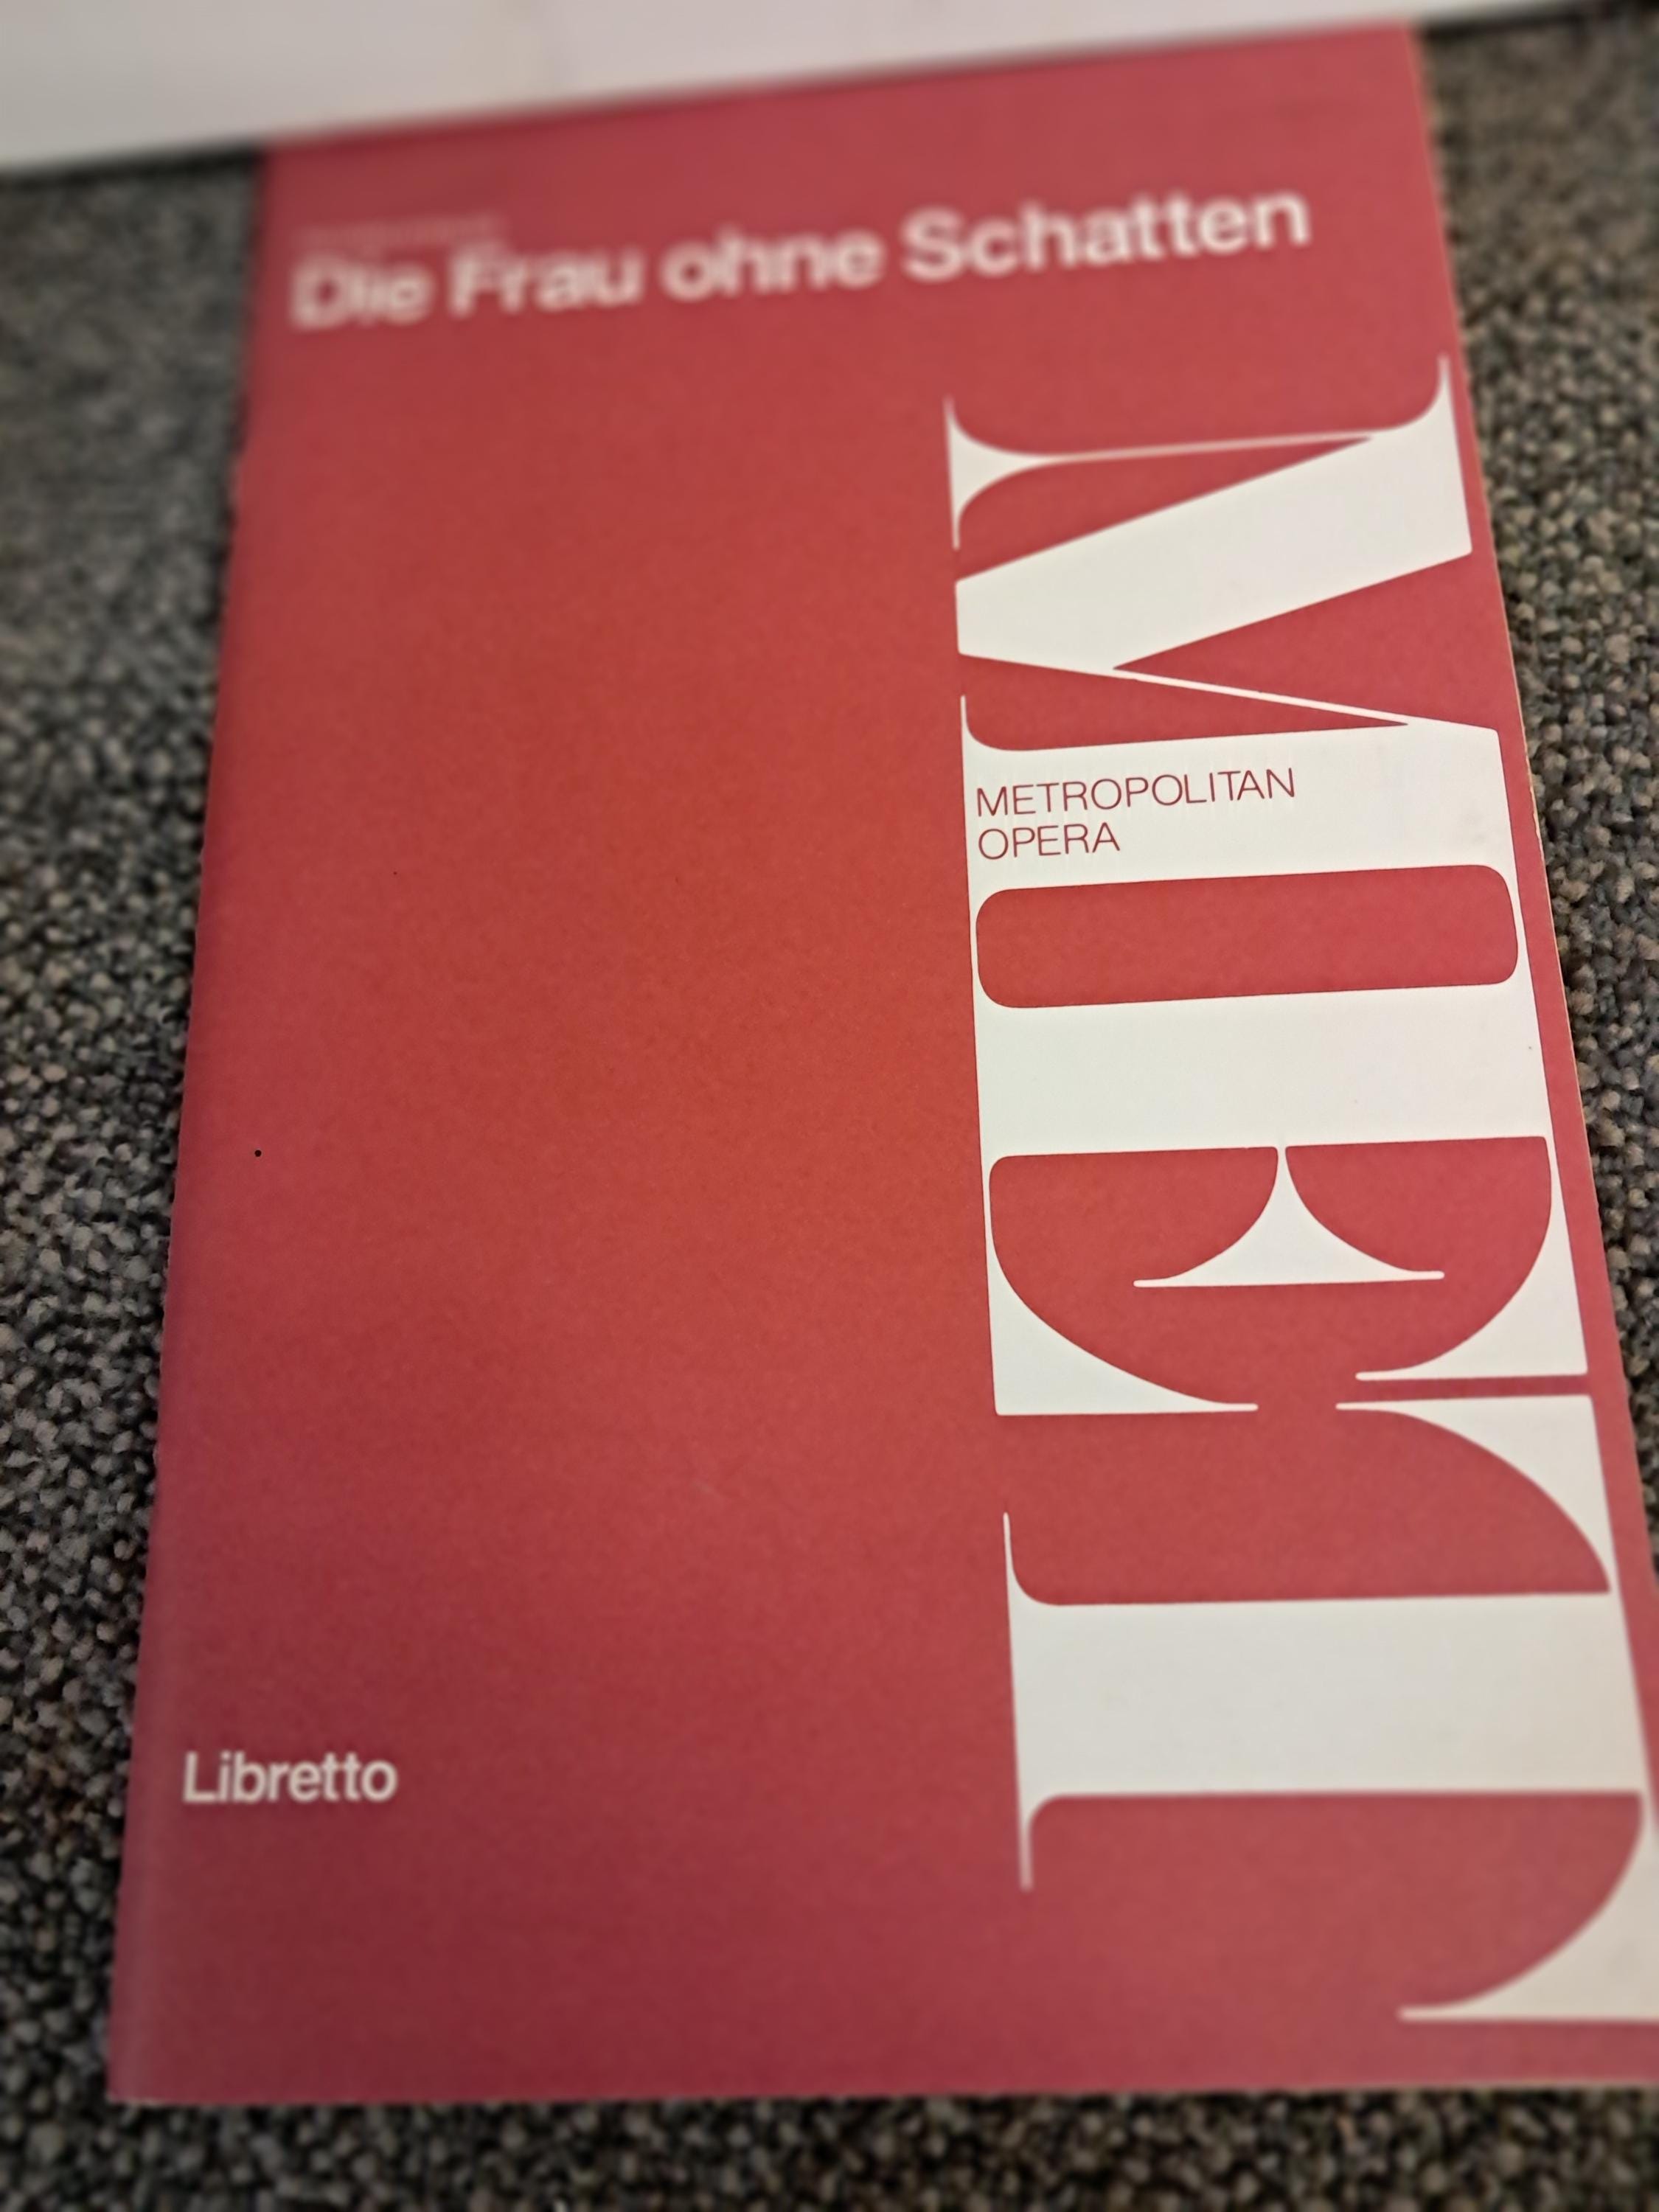 Die Frau ohne Schatten
MET
METROPOLITAN
OPERA
Libretto